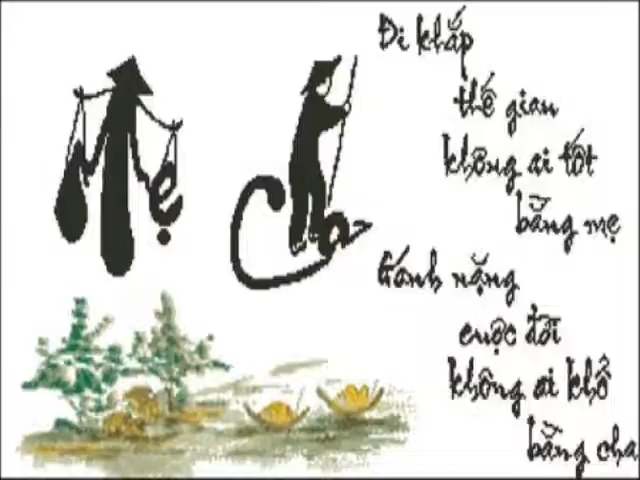 Mẹ Cha
Đi khắp
thế gian
không ai tốt
bằng mẹ
Gánh nặng
cuộc đời
không ai khổ
bằng cha